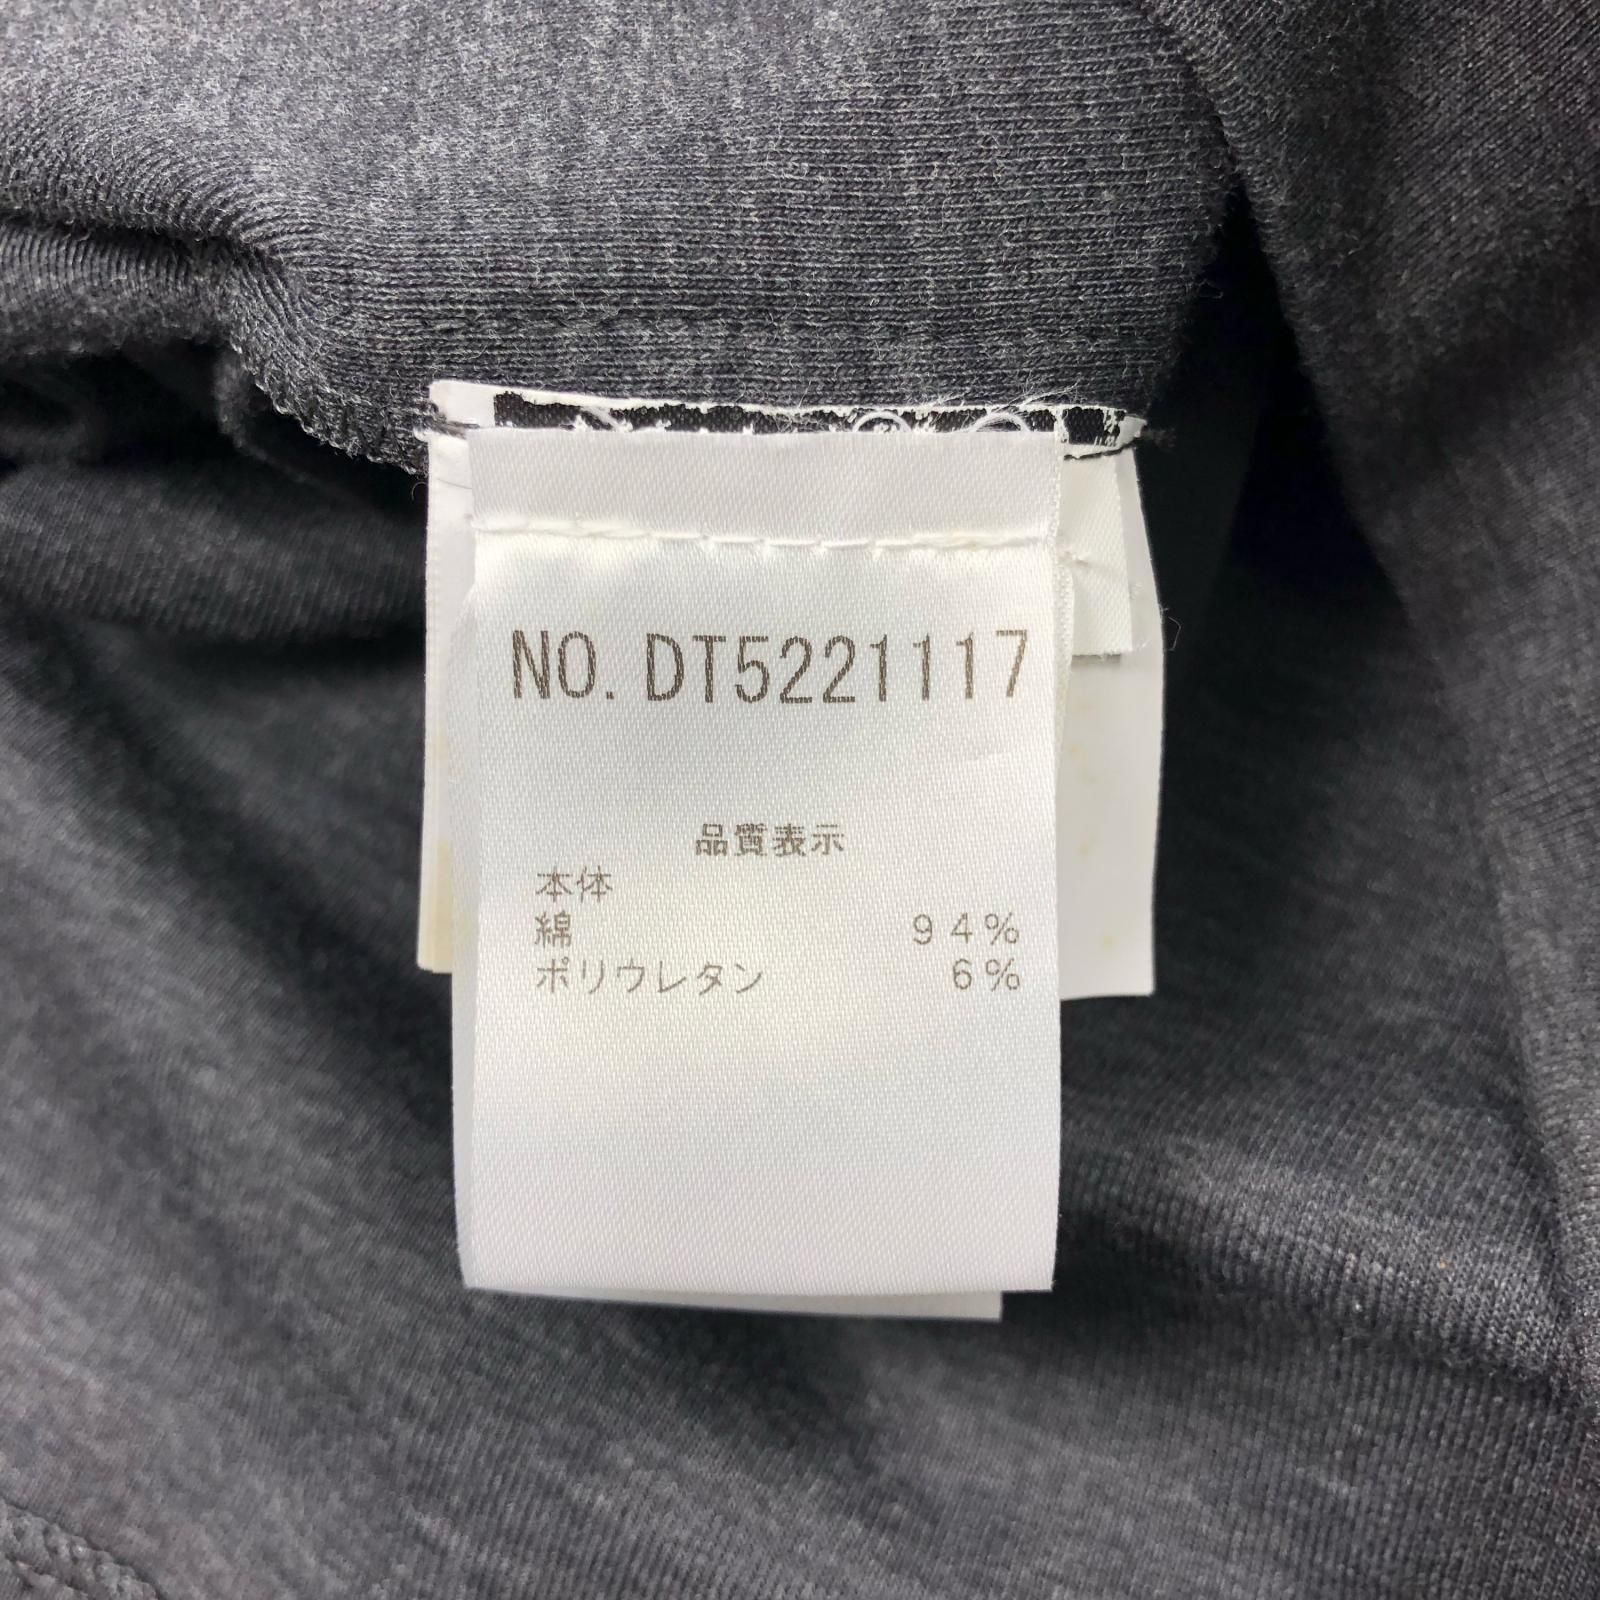 NO. DT5221117
品質表示
本体
綿 94%
ポリウレタン 6%